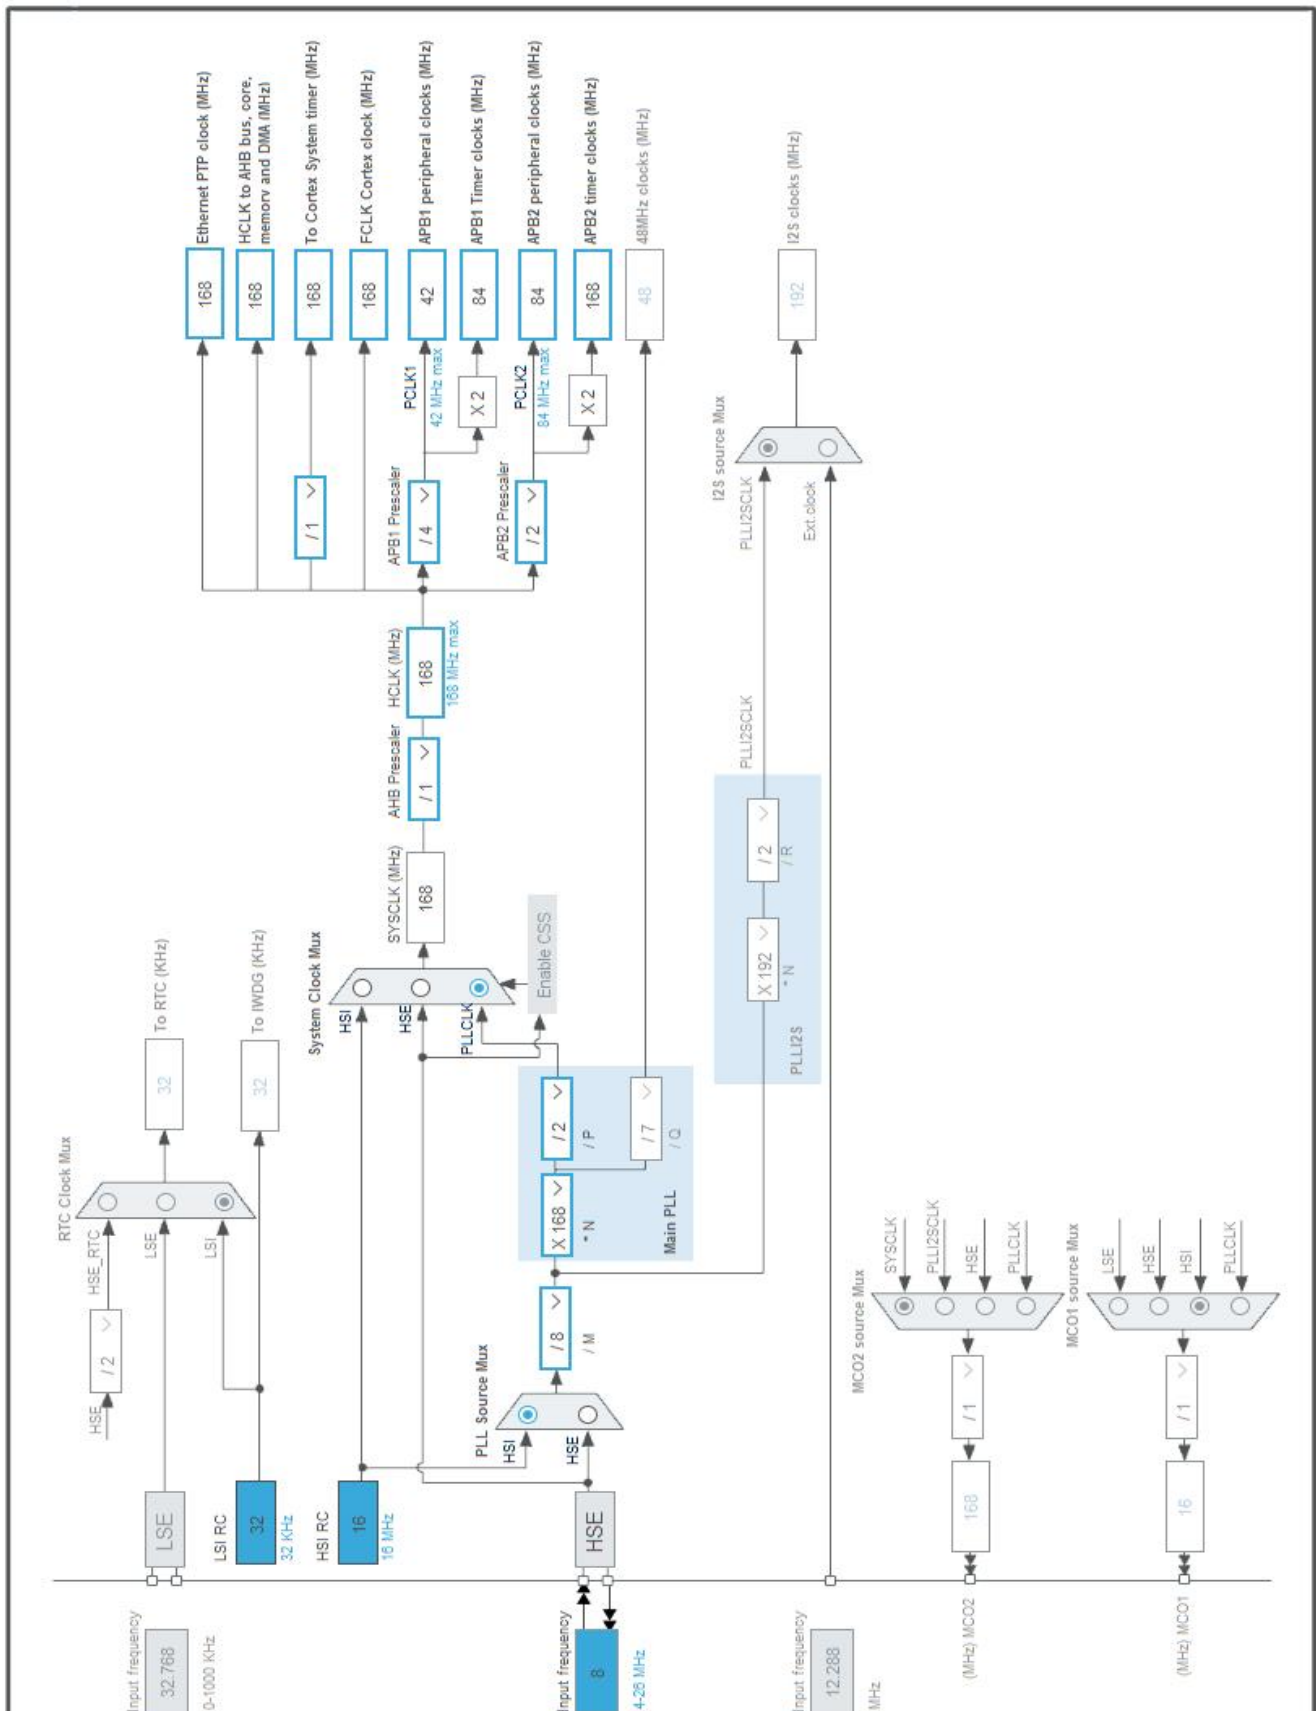 Input frequency
32.768
0-1000 KHz
LSE
LSI RC
32
32 KHz
HSI RC
16
16 MHz
Input frequency
8
4-26 MHz
HSE
Input frequency
12.288
MHz
HSE
/ 2
HSE_RTC
LSE
LSI
RTC Clock Mux
32
To RTC (KHz)
32
To IWDG (KHz)
PLL Source Mux
HSI
HSE
/ 8
/ M
X 168
* N
/ 2
/ P
/ 7
/ Q
Main PLL
System Clock Mux
HSI
HSE
PLLCLK
Enable CSS
SYSCLK (MHz)
168
AHB Prescaler
/ 1
HCLK (MHz)
168
168 MHz max
/ 1
APB1 Prescaler
/ 4
PCLK1
42 MHz max
X 2
APB2 Prescaler
/ 2
PCLK2
84 MHz max
X 2
168
Ethernet PTP clock (MHz)
168
HCLK to AHB bus, core,
memory and DMA (MHz)
168
To Cortex System timer (MHz)
168
FCLK Cortex clock (MHz)
42
APB1 peripheral clocks (MHz)
84
APB1 Timer clocks (MHz)
84
APB2 peripheral clocks (MHz)
168
APB2 timer clocks (MHz)
48
48MHz clocks (MHz)
PLLI2S
X 192
* N
/ 2
/ R
PLLI2SCLK
PLLI2SCLK
Ext.clock
I2S source Mux
192
I2S clocks (MHz)
MCO2 source Mux
SYSCLK
PLLI2SCLK
HSE
PLLCLK
/ 1
168
(MHz) MCO2
MCO1 source Mux
LSE
HSE
HSI
PLLCLK
/ 1
16
(MHz) MCO1